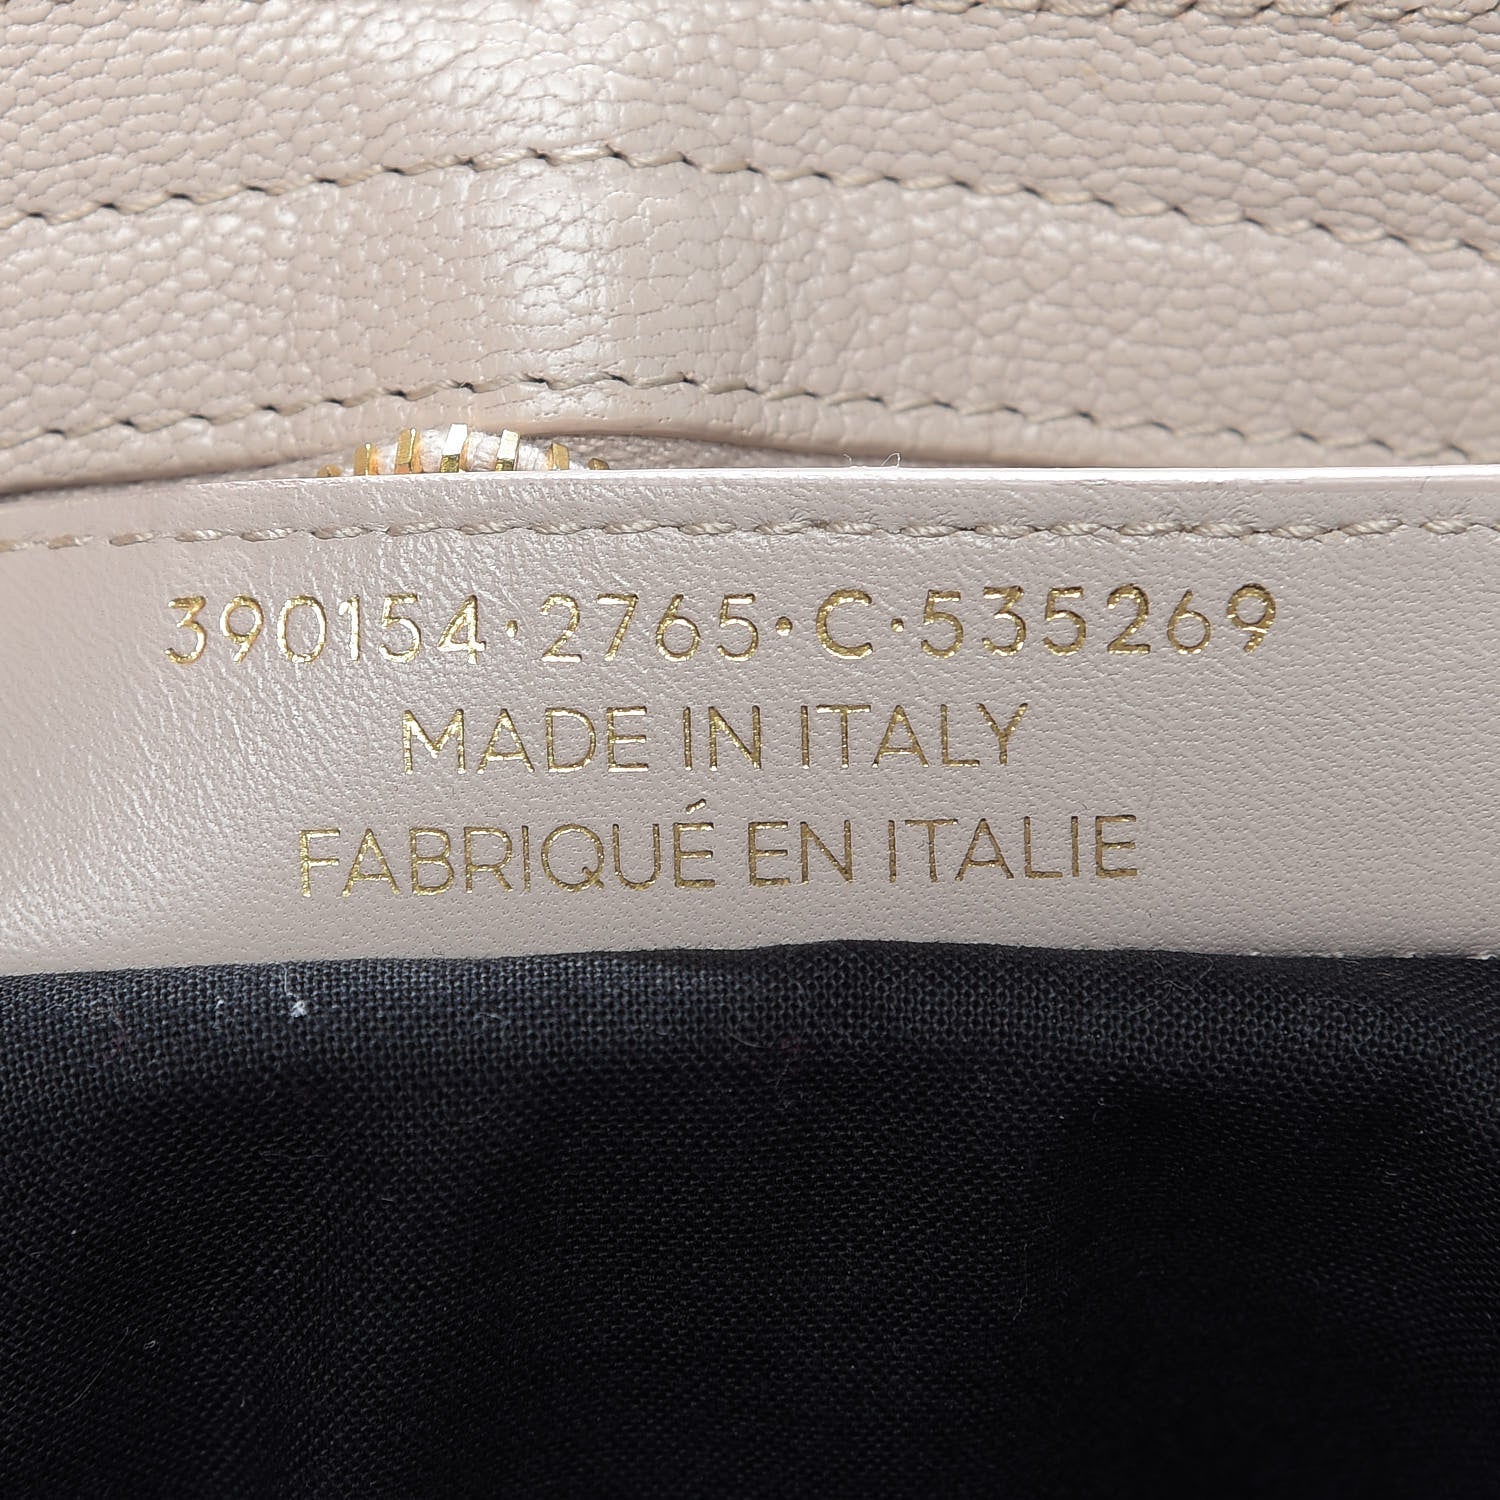 390154·2765·C·535269
MADE IN ITALY
FABRIQUÉ EN ITALIE